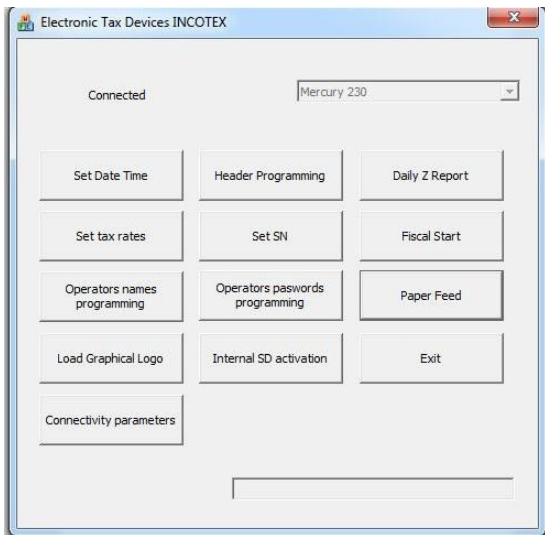 Electronic Tax Devices INCOTEX
Connected
Mercury 230
Set Date Time
Header Programming
Daily Z Report
Set tax rates
Set SN
Fiscal Start
Operators names
programming
Operators paswords
programming
Paper Feed
Load Graphical Logo
Internal SD activation
Exit
Connectivity parameters